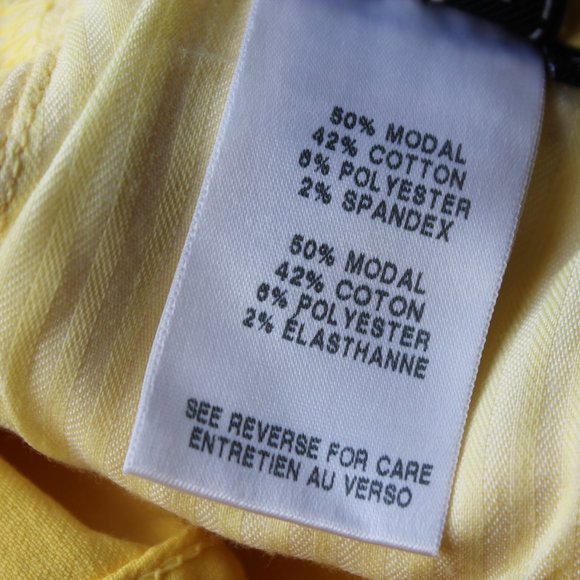 50% MODAL
42% COTTON
6% POLYESTER
2% SPANDEX
50% MODAL
42% COTON
6% POLYESTER
2% ÉLASTHANNE
SEE REVERSE FOR CARE
ENTRETIEN AU VERSO